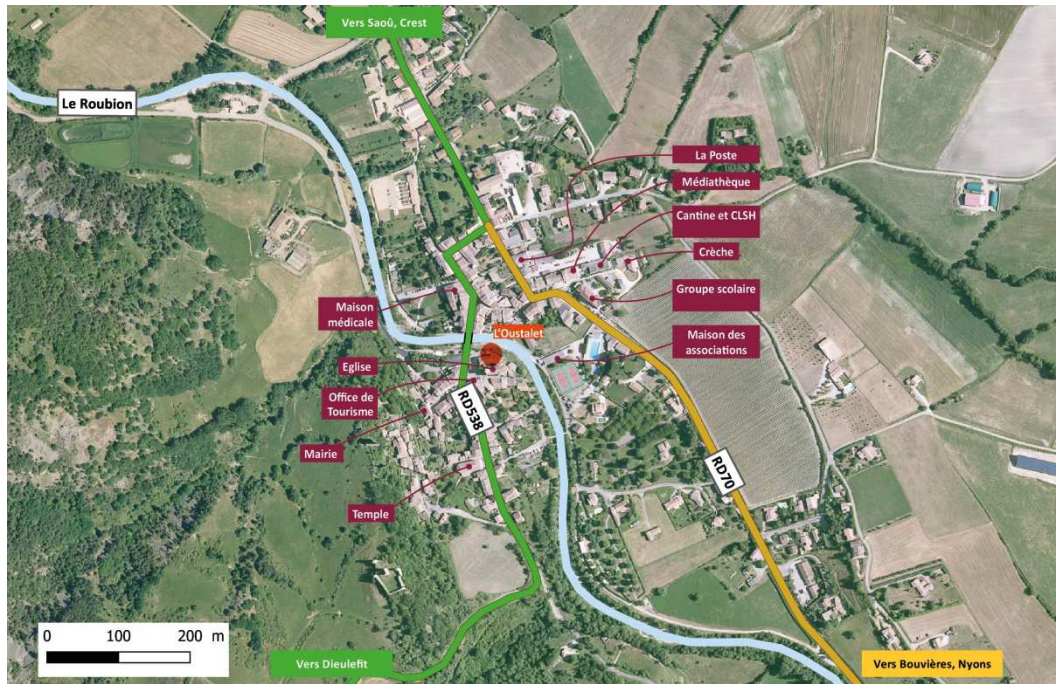 Vers Saoû, Crest
Le Roubion
La Poste
Médiathèque
Cantine et CLSH
Crèche
Groupe scolaire
Maison
médicale
L'Oustalet
Maison des
associations
Eglise
Office de
Tourisme
RD538
Mairie
RD70
Temple
0 100 200 m
Vers Dieulefit
Vers Bouvières, Nyons